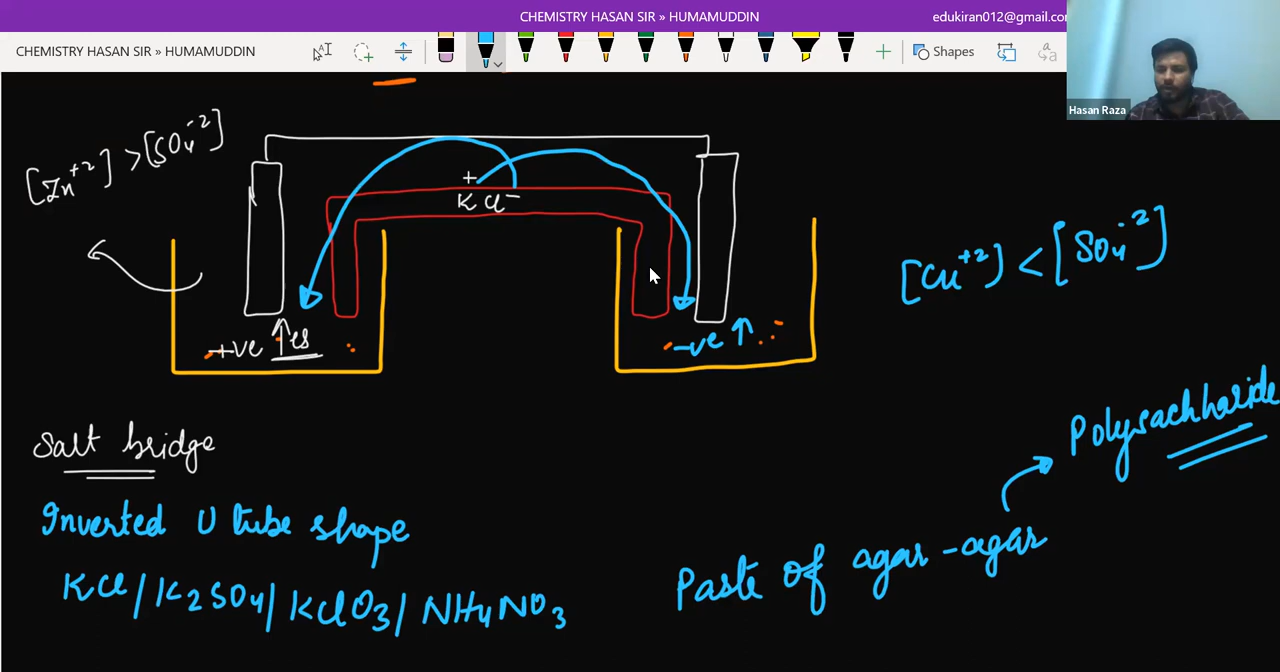 CHEMISTRY HASAN SIR » HUMAMUDDIN
edukiran012@gmail.com
CHEMISTRY HASAN SIR » HUMAMUDDIN
Shapes
Hasan Raza
[Zn+2] > [SO4-2]
+ K Cl-
[Cu+2] < [SO4-2]
+ve ↑es
-ve ↑
Salt bridge
Polysachharide
Inverted U tube shape
Paste of agar-agar
KCl/K2SO4/KClO3/NH4NO3